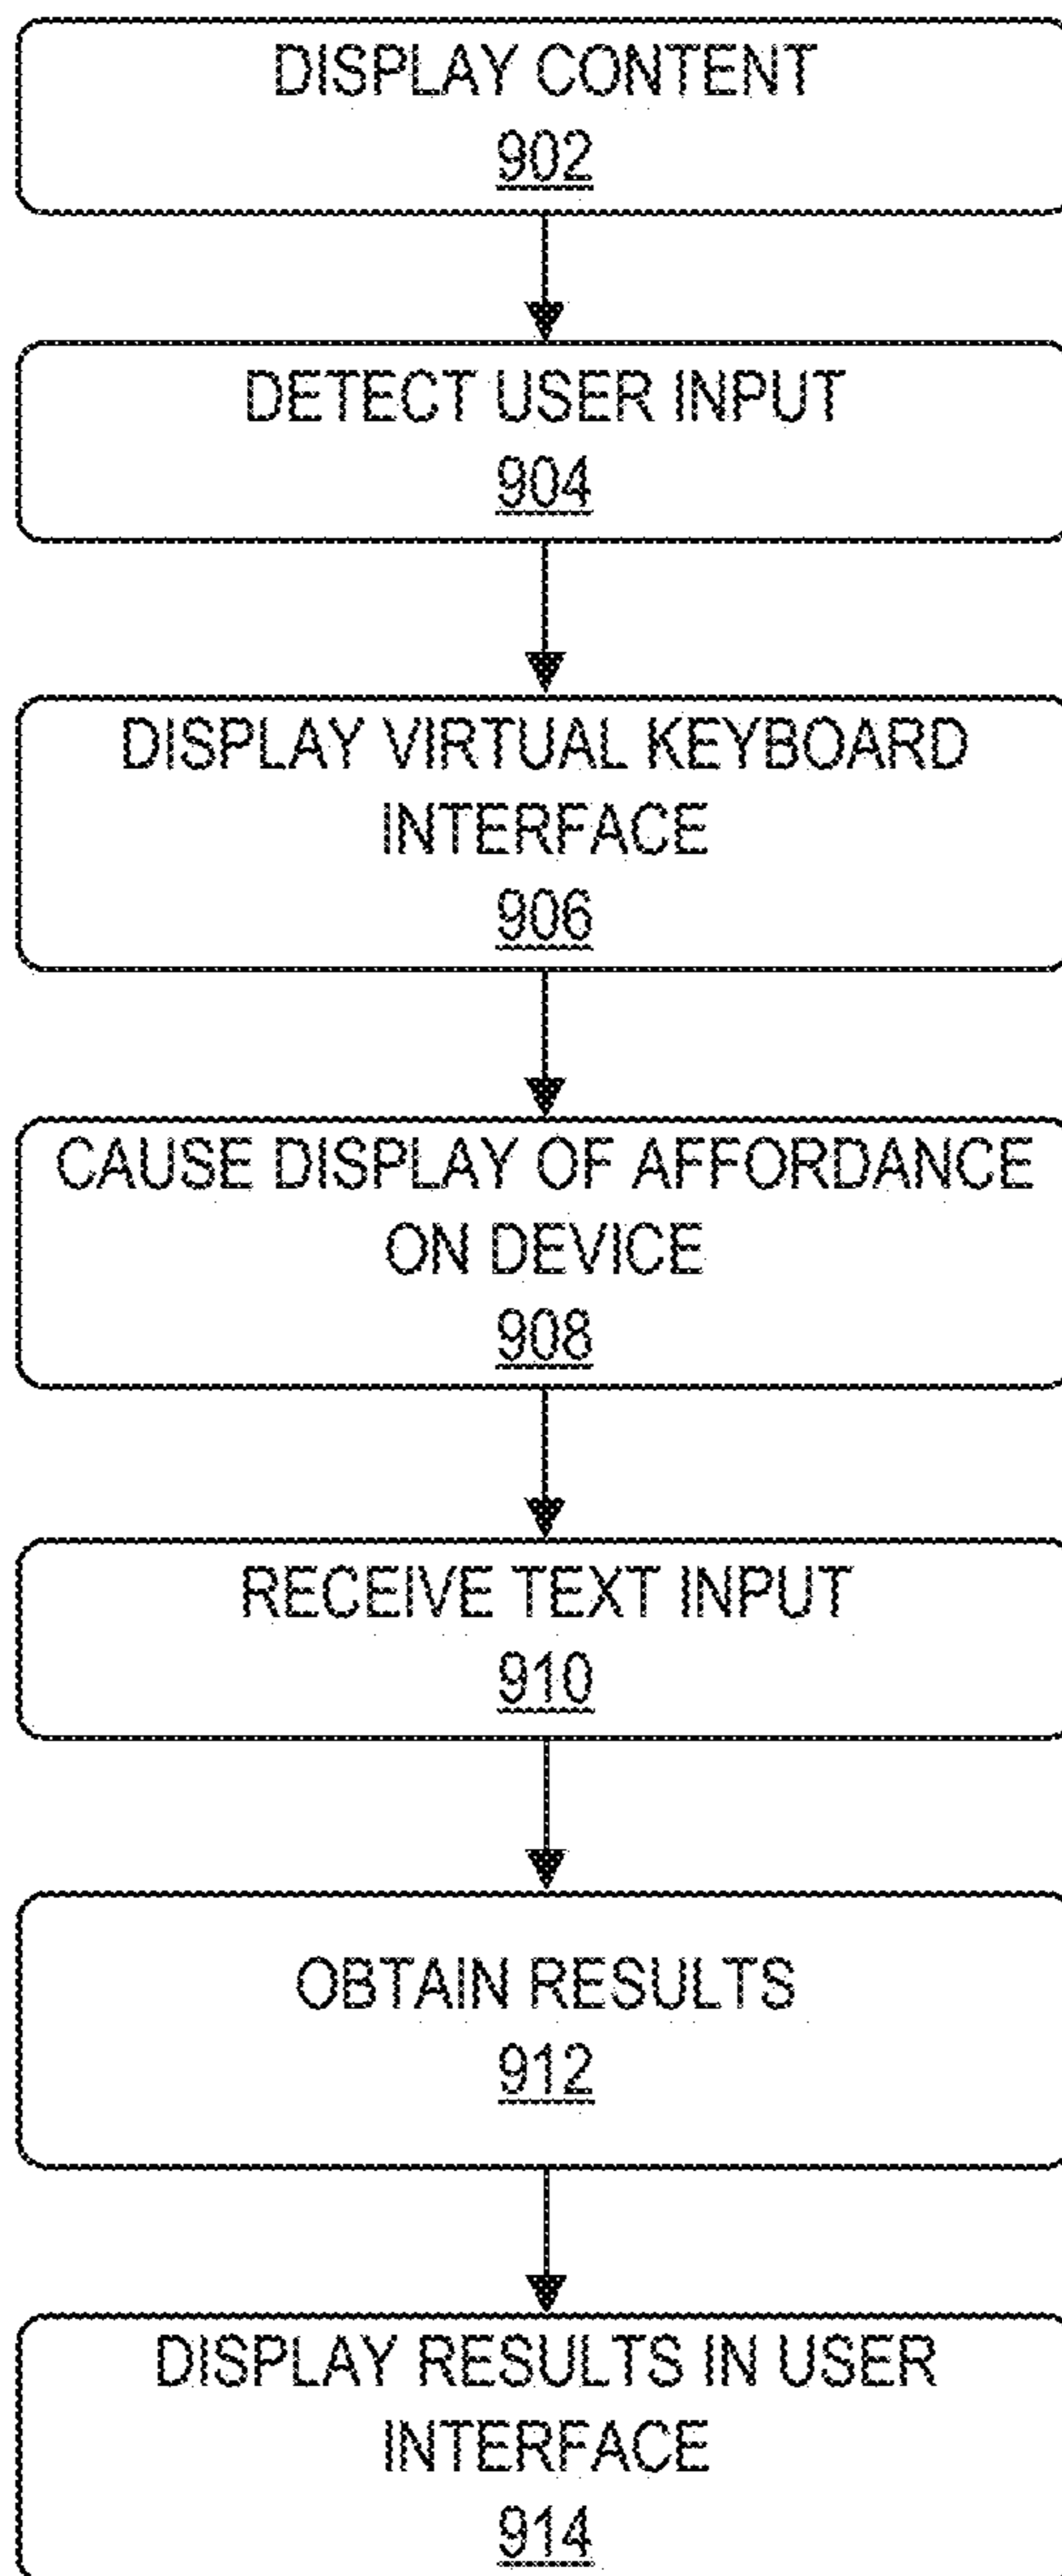 DISPLAY CONTENT
902
DETECT USER INPUT
904
DISPLAY VIRTUAL KEYBOARD
INTERFACE
906
CAUSE DISPLAY OF AFFORDANCE
ON DEVICE
908
RECEIVE TEXT INPUT
910
OBTAIN RESULTS
912
DISPLAY RESULTS IN USER
INTERFACE
914